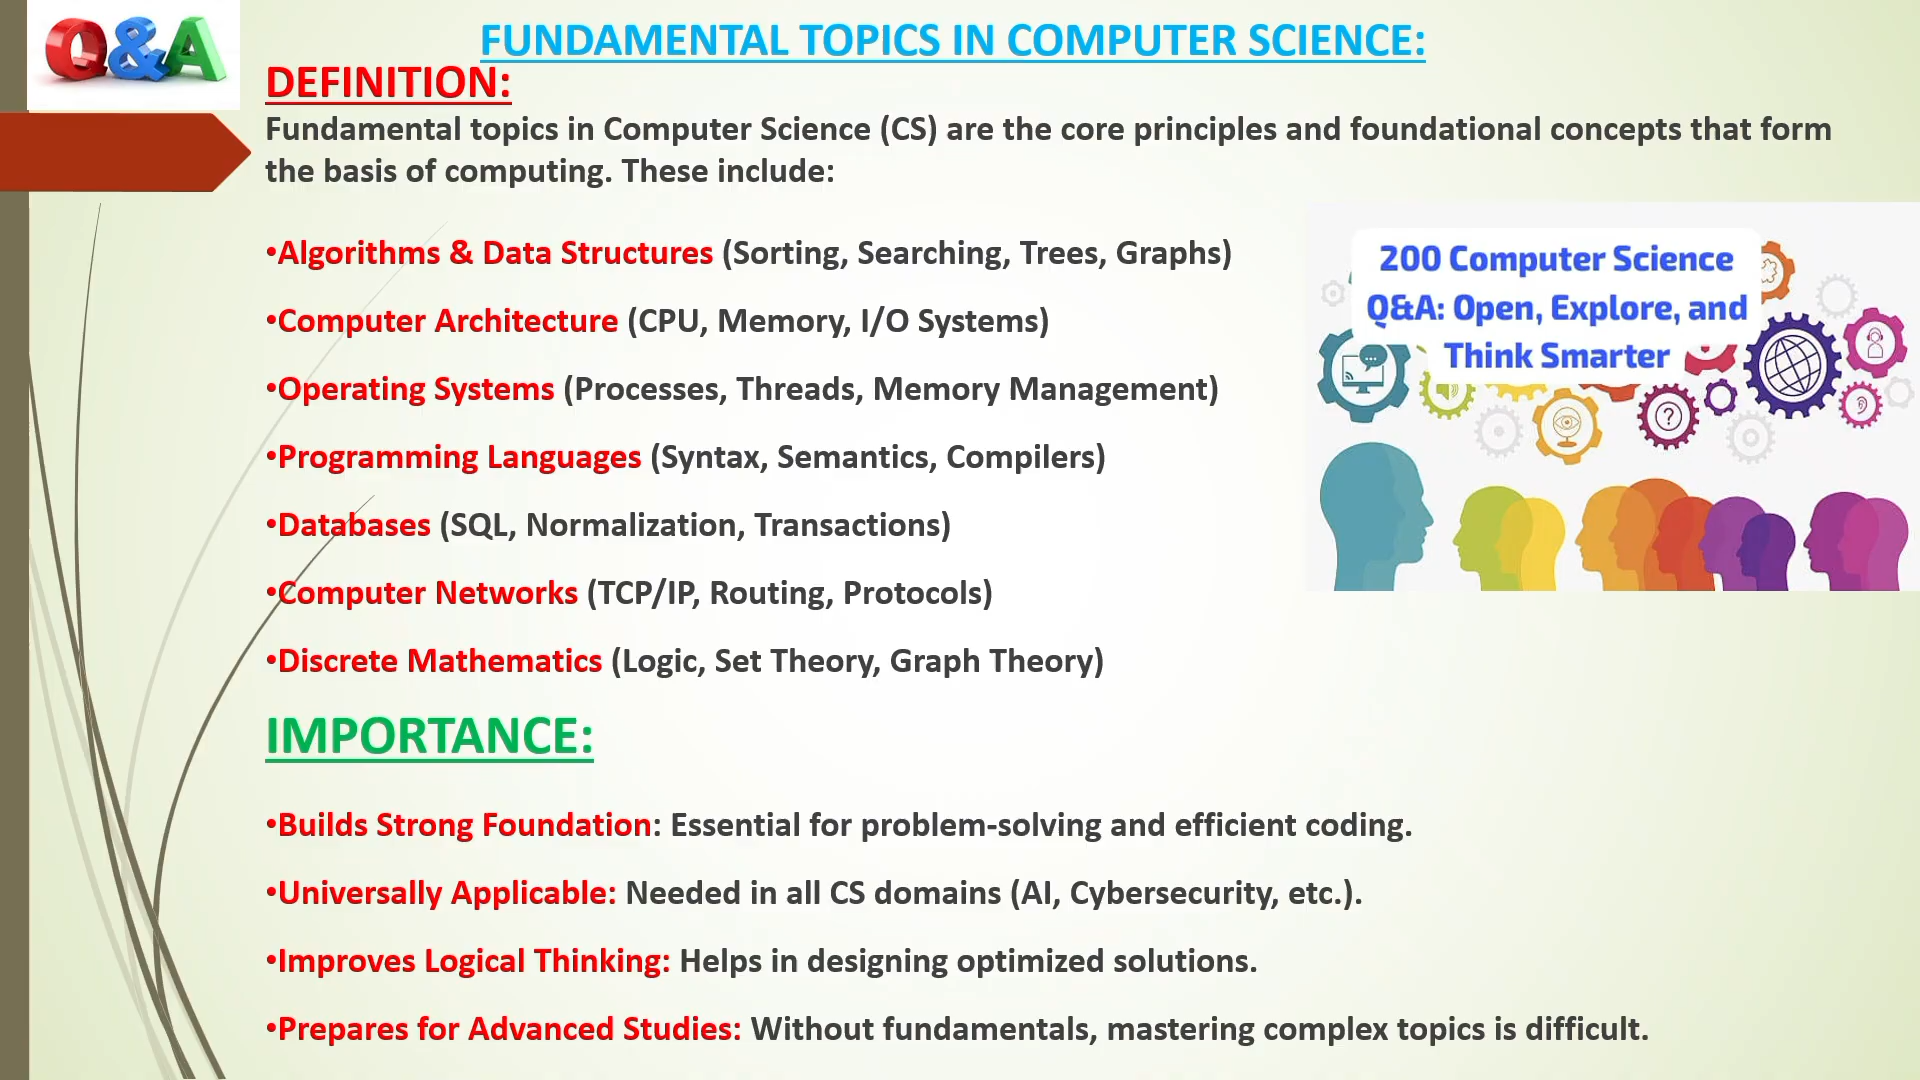 Q&A
FUNDAMENTAL TOPICS IN COMPUTER SCIENCE:
DEFINITION:
Fundamental topics in Computer Science (CS) are the core principles and foundational concepts that form
the basis of computing. These include:
•Algorithms & Data Structures (Sorting, Searching, Trees, Graphs)
•Computer Architecture (CPU, Memory, I/O Systems)
•Operating Systems (Processes, Threads, Memory Management)
•Programming Languages (Syntax, Semantics, Compilers)
•Databases (SQL, Normalization, Transactions)
•Computer Networks (TCP/IP, Routing, Protocols)
•Discrete Mathematics (Logic, Set Theory, Graph Theory)
200 Computer Science
Q&A: Open, Explore, and
Think Smarter
?
IMPORTANCE:
•Builds Strong Foundation: Essential for problem-solving and efficient coding.
•Universally Applicable: Needed in all CS domains (AI, Cybersecurity, etc.).
•Improves Logical Thinking: Helps in designing optimized solutions.
•Prepares for Advanced Studies: Without fundamentals, mastering complex topics is difficult.